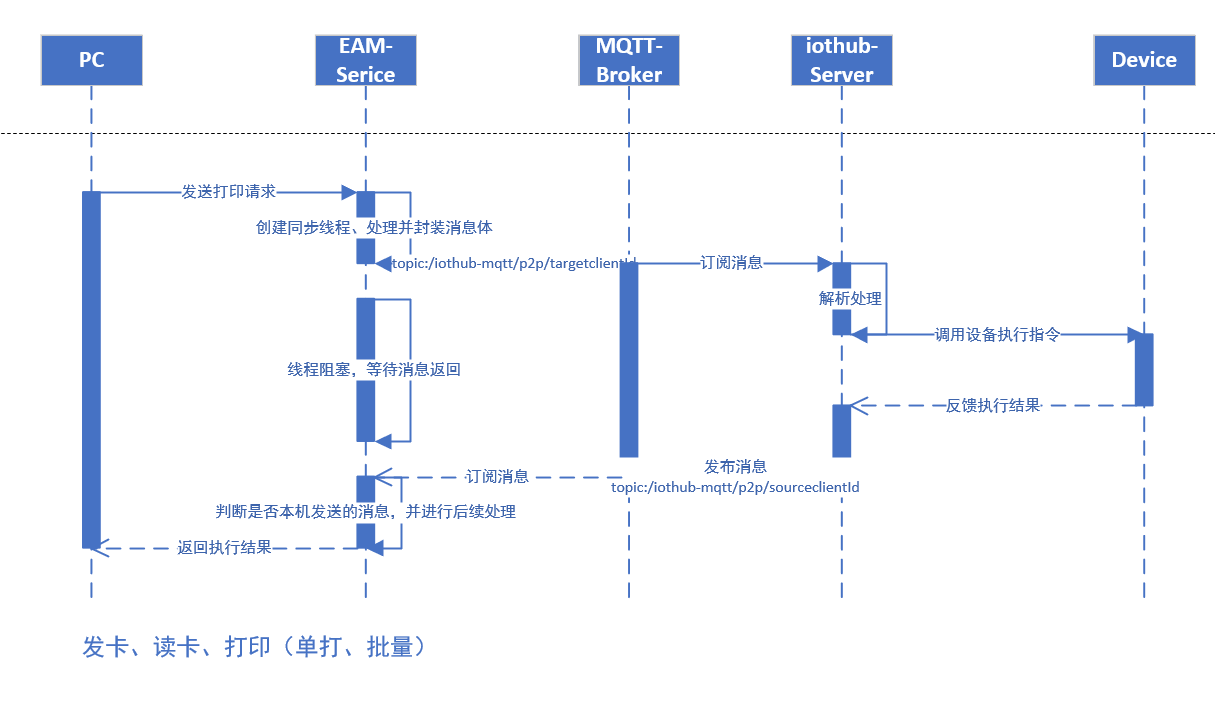 PC
EAM-
Serice
MQTT-
Broker
iothub-
Server
Device
发送打印请求
创建同步线程、处理并封装消息体
topic:/iothub-mqtt/p2p/targetclientId
订阅消息
解析处理
调用设备执行指令
线程阻塞，等待消息返回
反馈执行结果
发布消息
topic:/iothub-mqtt/p2p/sourceclientId
订阅消息
判断是否本机发送的消息，并进行后续处理
返回执行结果
发卡、读卡、打印（单打、批量）